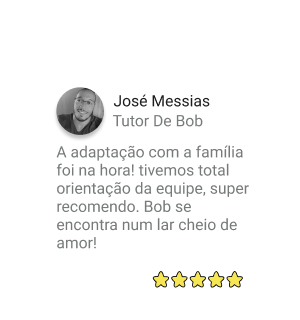 José Messias
Tutor De Bob
A adaptação com a família
foi na hora! tivemos total
orientação da equipe, super
recomendo. Bob se
encontra num lar cheio de
amor!